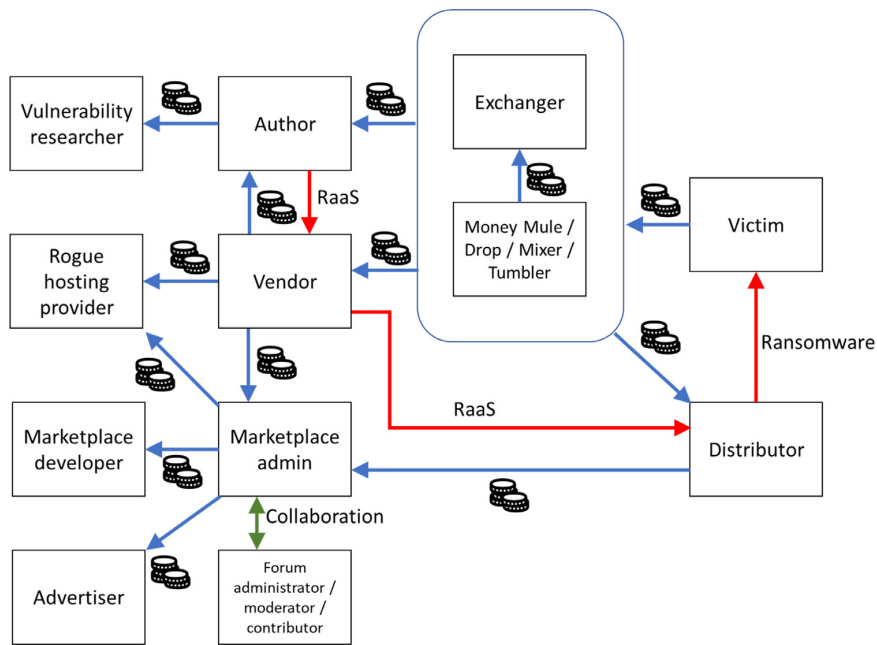 Exchanger
Vulnerability
researcher
Author
RaaS
Money Mule /
Drop / Mixer /
Tumbler
Victim
Rogue
hosting
provider
Vendor
Ransomware
RaaS
Marketplace
developer
Marketplace
admin
Distributor
Collaboration
Advertiser
Forum
administrator /
moderator /
contributor